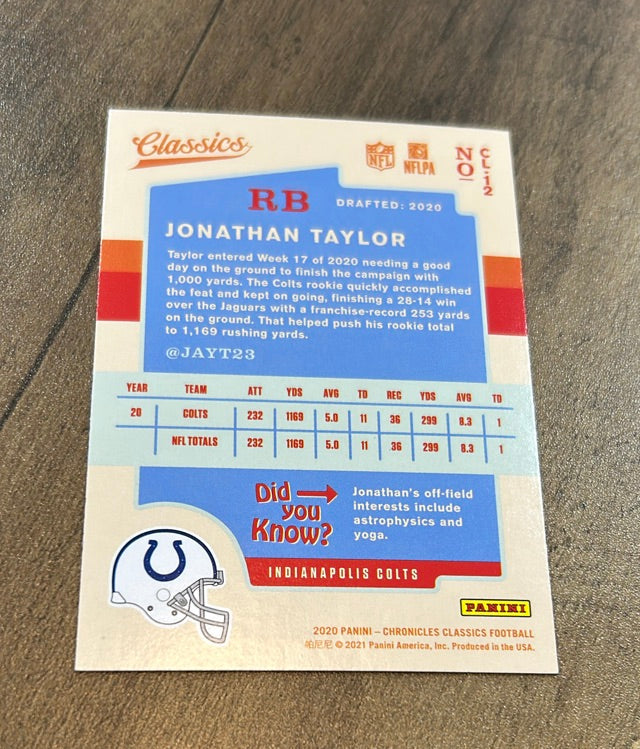 Classics
NFL
NFLPA
NO
CL-12
RB DRAFTED: 2020
JONATHAN TAYLOR
Taylor entered Week 17 of 2020 needing a good
day on the ground to finish the campaign with
1,000 yards. The Colts rookie quickly accomplished
the feat and kept on going, finishing a 28-14 win
over the Jaguars with a franchise-record 253 yards
on the ground. That helped push his rookie total
to 1,169 rushing yards.
@JAYT23
YEAR TEAM ATT YDS AVG TD REC YDS AVG TD
20 COLTS 232 1169 5.0 11 36 299 8.3 1
NFL TOTALS 232 1169 5.0 11 36 299 8.3 1
Did
you
Know?
Jonathan's off-field
interests include
astrophysics and
yoga.
INDIANAPOLIS COLTS
PANINI
2020 PANINI – CHRONICLES CLASSICS FOOTBALL
帕尼尼 © 2021 Panini America, Inc. Produced in the USA.